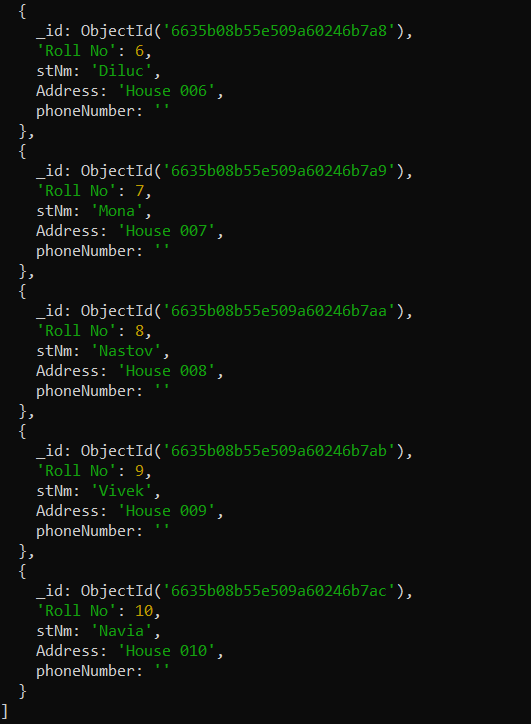 {
_id: ObjectId('6635b08b55e509a60246b7a8'),
'Roll No': 6,
stNm: 'Diluc',
Address: 'House 006',
phoneNumber: ''
},
{
_id: ObjectId('6635b08b55e509a60246b7a9'),
'Roll No': 7,
stNm: 'Mona',
Address: 'House 007',
phoneNumber: ''
},
{
_id: ObjectId('6635b08b55e509a60246b7aa'),
'Roll No': 8,
stNm: 'Nastov',
Address: 'House 008',
phoneNumber: ''
},
{
_id: ObjectId('6635b08b55e509a60246b7ab'),
'Roll No': 9,
stNm: 'Vivek',
Address: 'House 009',
phoneNumber: ''
},
{
_id: ObjectId('6635b08b55e509a60246b7ac'),
'Roll No': 10,
stNm: 'Navia',
Address: 'House 010',
phoneNumber: ''
}
]